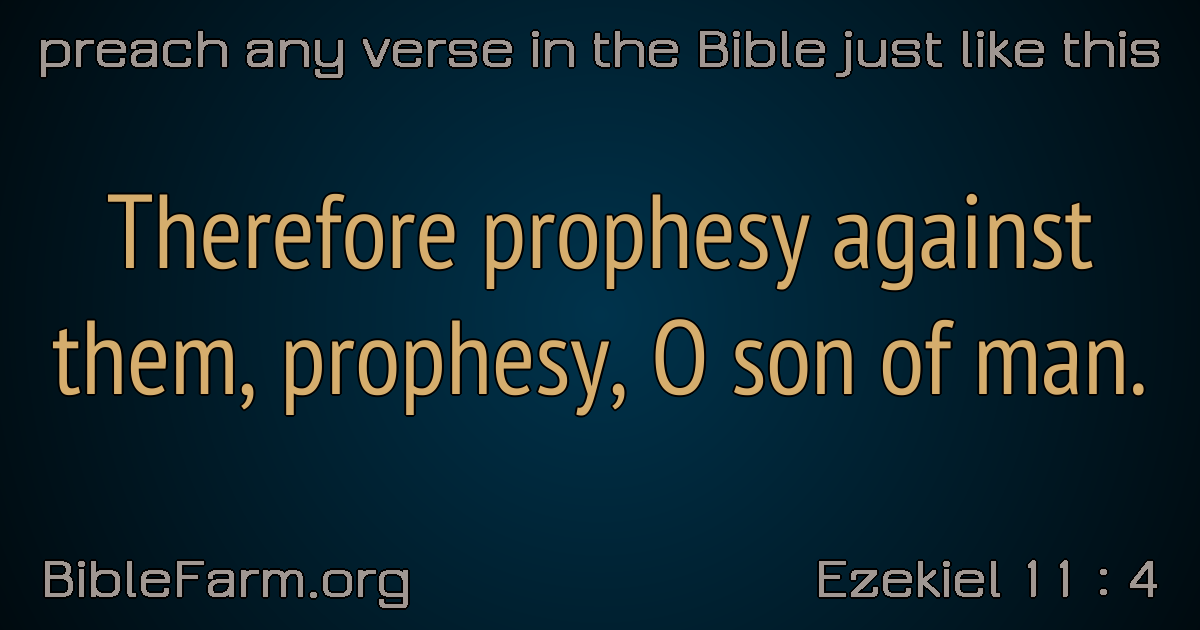 preach any verse in the Bible just like this
Therefore prophesy against
them, prophesy, O son of man.
BibleFarm.org
Ezekiel 11 : 4